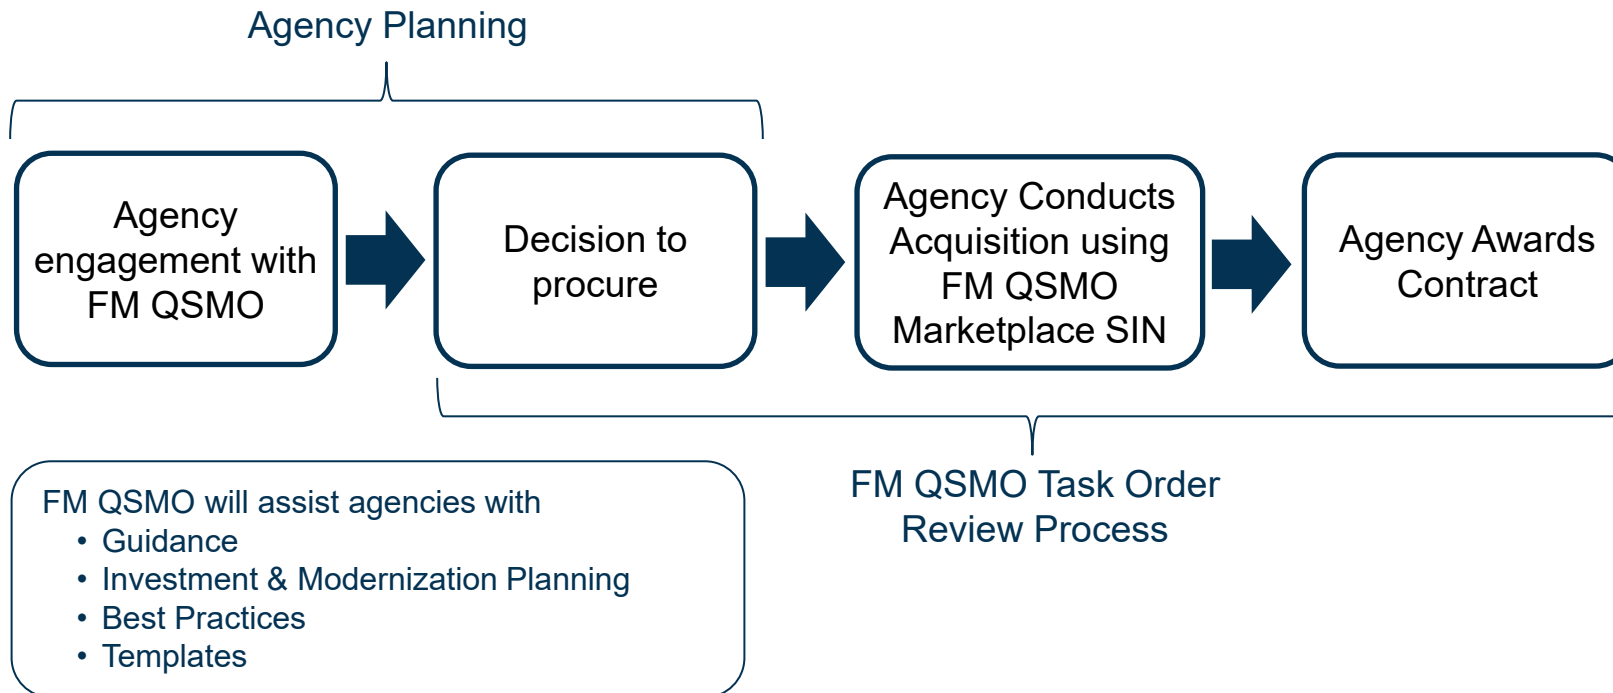 Agency Planning
Agency
engagement with
FM QSMO
Decision to
procure
Agency Conducts
Acquisition using
FM QSMO
Marketplace SIN
Agency Awards
Contract
FM QSMO Task Order
Review Process
FM QSMO will assist agencies with
• Guidance
• Investment & Modernization Planning
• Best Practices
• Templates